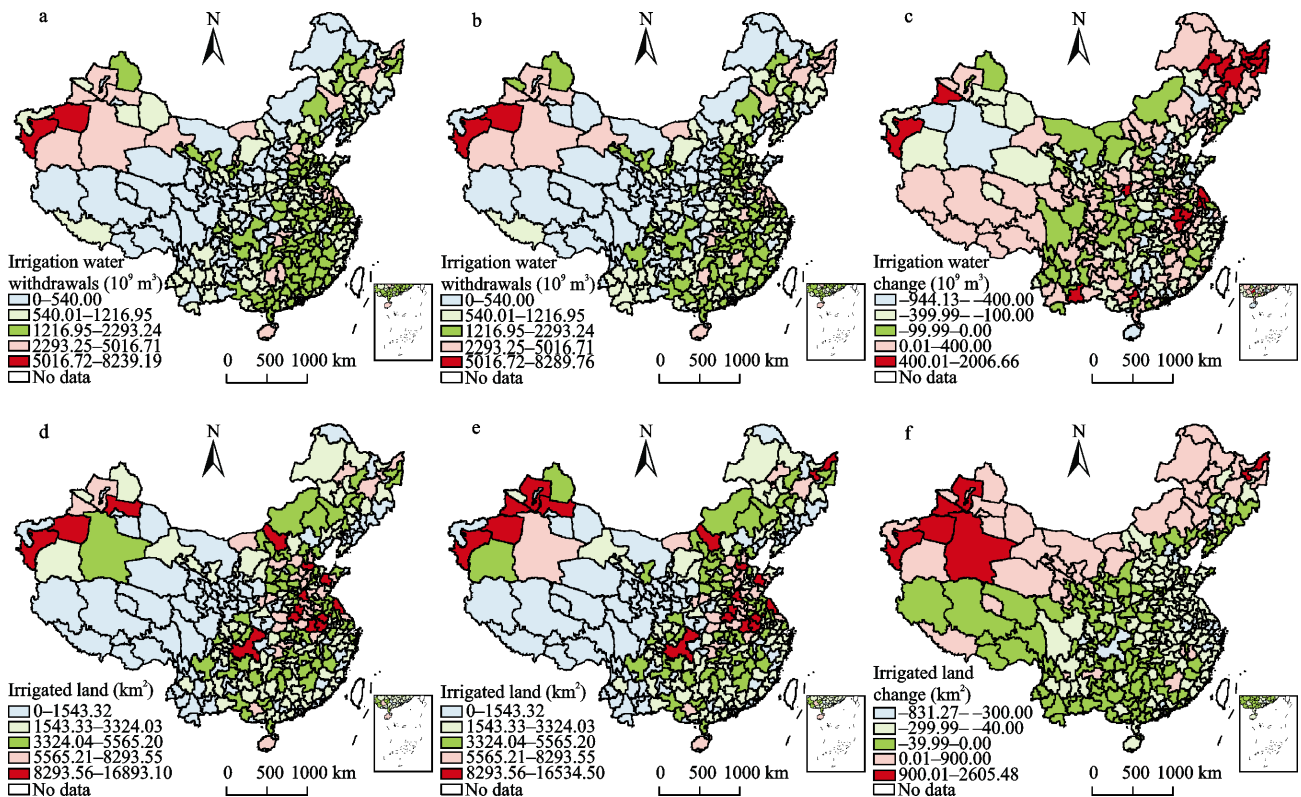 a
N
Irrigation water
withdrawals (10⁹ m³)
0–540.00
540.01–1216.95
1216.95–2293.24
2293.25–5016.71
5016.72–8239.19
No data
0 500 1000 km
b
N
Irrigation water
withdrawals (10⁹ m³)
0–540.00
540.01–1216.95
1216.95–2293.24
2293.25–5016.71
5016.72–8289.76
No data
0 500 1000 km
c
N
Irrigation water
change (10⁹ m³)
–944.13– –400.00
–399.99– –100.00
–99.99–0.00
0.01–400.00
400.01–2006.66
No data
0 500 1000 km
d
N
Irrigated land (km²)
0–1543.32
1543.33–3324.03
3324.04–5565.20
5565.21–8293.55
8293.56–16893.10
No data
0 500 1000 km
e
N
Irrigated land (km²)
0–1543.32
1543.33–3324.03
3324.04–5565.20
5565.21–8293.55
8293.56–16534.50
No data
0 500 1000 km
f
N
Irrigated land
change (km²)
–831.27– –300.00
–299.99– –40.00
–39.99–0.00
0.01–900.00
900.01–2605.48
No data
0 500 1000 km